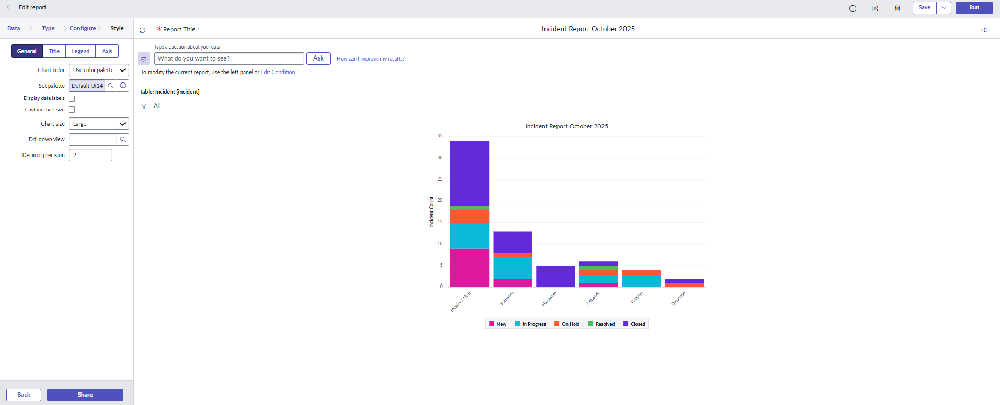 Edit report
Save
Run
Data
Type
Configure
Style
Report Title :
Incident Report October 2025
General
Title
Legend
Axis
Chart color
Use color palette
Set palette
Default UI14
Display data labels
Custom chart size
Chart size
Large
Drilldown view
Decimal precision
2
Back
Share
Type a question about your data
What do you want to see?
Ask
How can I improve my results?
To modify the current report, use the left panel or Edit Condition.
Table: Incident [incident]
All
Incident Report October 2025
Incident Count
35
30
25
20
15
10
5
0
Inquiry / Help
Software
Hardware
Network
(empty)
Database
New
In Progress
On Hold
Resolved
Closed